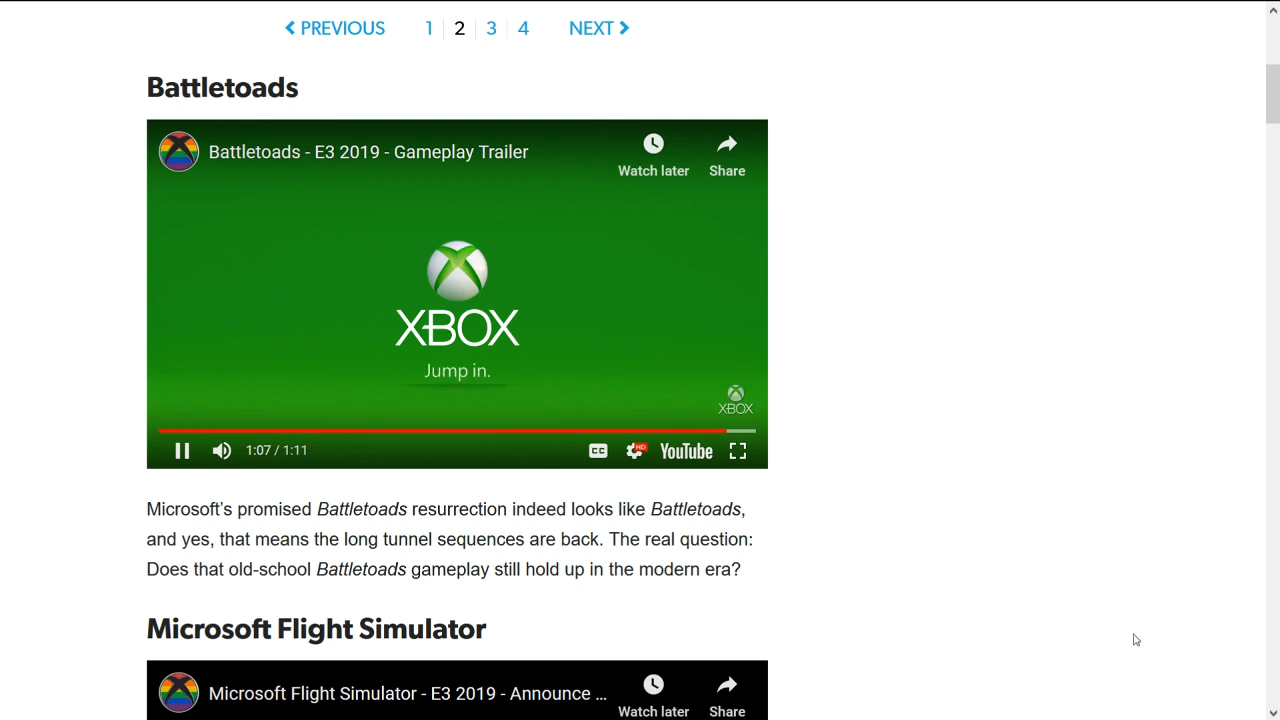 PREVIOUS 1 2 3 4 NEXT
Battletoads
Battletoads - E3 2019 - Gameplay Trailer
Watch later Share
XBOX
Jump in.
XBOX
1:07 / 1:11 CC HD YouTube
Microsoft’s promised Battletoads resurrection indeed looks like Battletoads,
and yes, that means the long tunnel sequences are back. The real question:
Does that old-school Battletoads gameplay still hold up in the modern era?
Microsoft Flight Simulator
Microsoft Flight Simulator - E3 2019 - Announce ...
Watch later Share